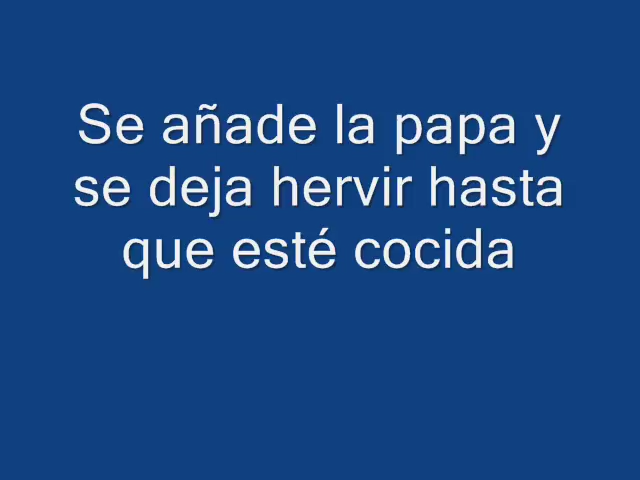 Se añade la papa y
se deja hervir hasta
que esté cocida